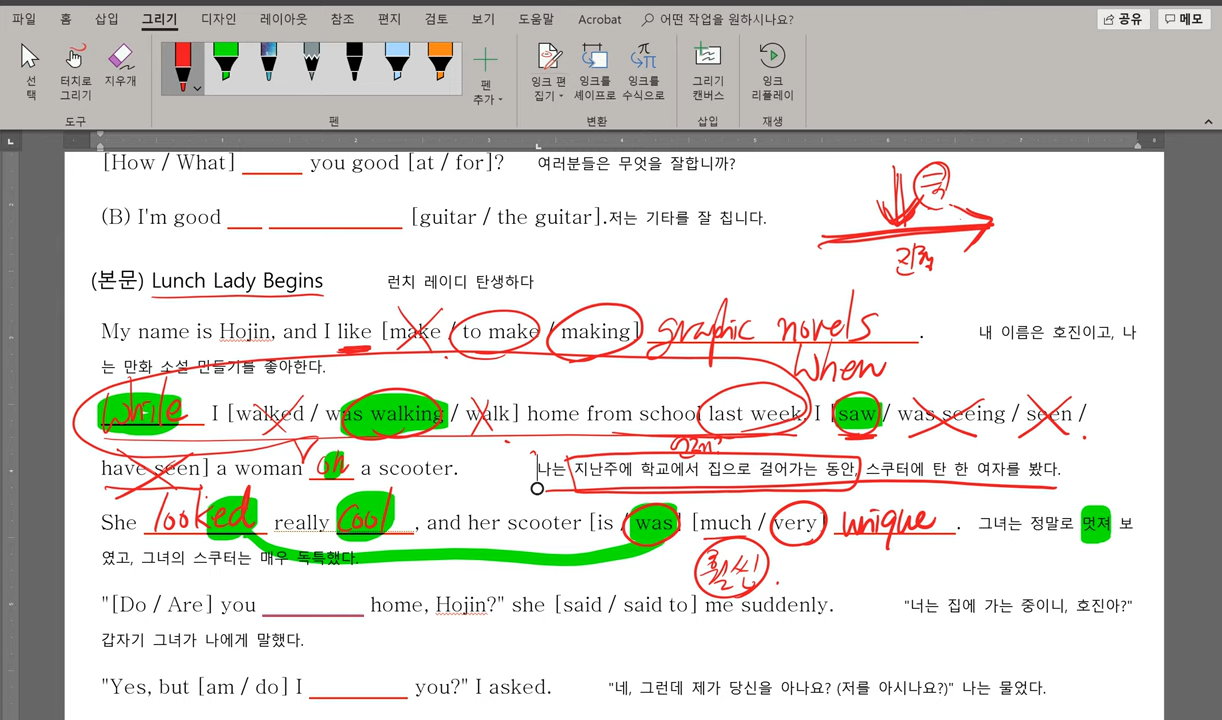 파일 홈 삽입 그리기 디자인 레이아웃 참조 편지 검토 보기 도움말 Acrobat 어떤 작업을 원하시나요? 공유 메모
선택 터치로 그리기 지우개 펜 추가 잉크 편집기 잉크를 셰이프로 잉크를 수식으로 그리기 캔버스 잉크 리플레이
도구 펜 변환 삽입 재생
[How / What] you good [at / for]? 여러분들은 무엇을 잘합니까?
(B) I'm good [guitar / the guitar].저는 기타를 잘 칩니다.
(본문) Lunch Lady Begins 런치 레이디 탄생하다
My name is Hojin, and I like [make / to make / making] graphic novels . 내 이름은 호진이고, 나
는 만화 소설 만들기를 좋아한다.
When
While I [walked / was walking / walk] home from school last week, I [saw / was seeing / seen /
have seen] a woman on a scooter. 나는 지난주에 학교에서 집으로 걸어가는 동안, 스쿠터에 탄 한 여자를 봤다.
She looked really cool , and her scooter [is / was] [much / very] unique . 그녀는 정말로 멋져 보
였고, 그녀의 스쿠터는 매우 독특했다.
훨씬
"[Do / Are] you home, Hojin?" she [said / said to] me suddenly. "너는 집에 가는 중이니, 호진아?"
갑자기 그녀가 나에게 말했다.
"Yes, but [am / do] I you?" I asked. "네, 그런데 제가 당신을 아나요? (저를 아시나요?)" 나는 물었다.